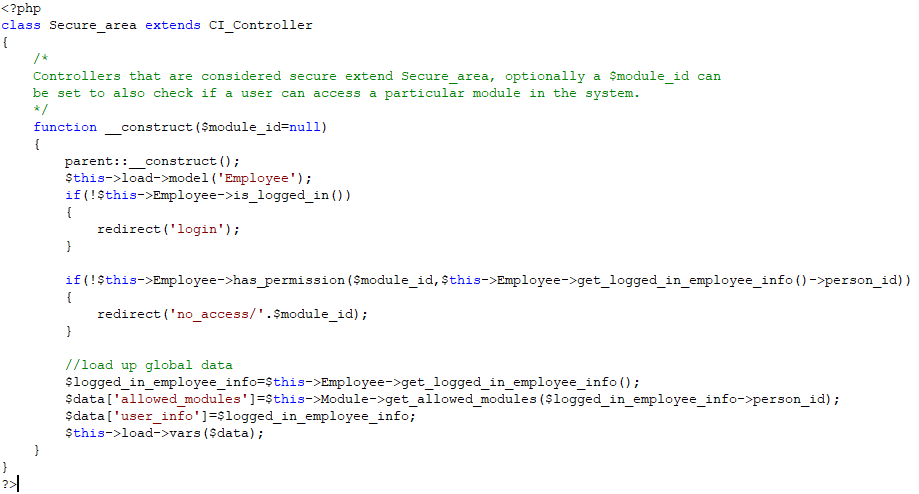 <?php
class Secure_area extends CI_Controller
{
    /*
    Controllers that are considered secure extend Secure_area, optionally a $module_id can
    be set to also check if a user can access a particular module in the system.
    */
    function __construct($module_id=null)
    {
        parent::__construct();
        $this->load->model('Employee');
        if(!$this->Employee->is_logged_in())
        {
            redirect('login');
        }

        if(!$this->Employee->has_permission($module_id,$this->Employee->get_logged_in_employee_info()->person_id))
        {
            redirect('no_access/'.$module_id);
        }

        //load up global data
        $logged_in_employee_info=$this->Employee->get_logged_in_employee_info();
        $data['allowed_modules']=$this->Module->get_allowed_modules($logged_in_employee_info->person_id);
        $data['user_info']=$logged_in_employee_info;
        $this->load->vars($data);
    }
}
?>